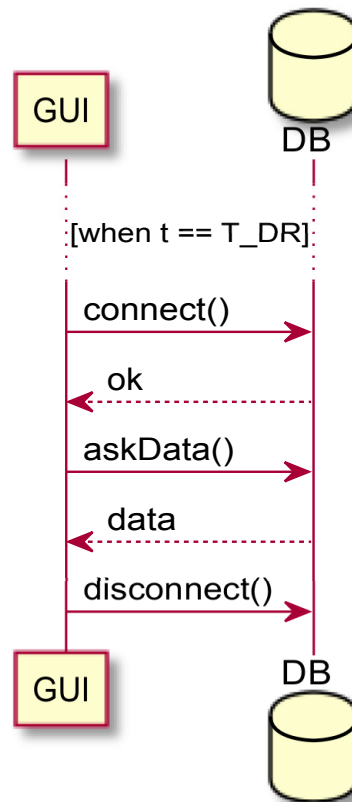 GUI
DB
[when t == T_DR]
connect()
ok
askData()
data
disconnect()
GUI
DB